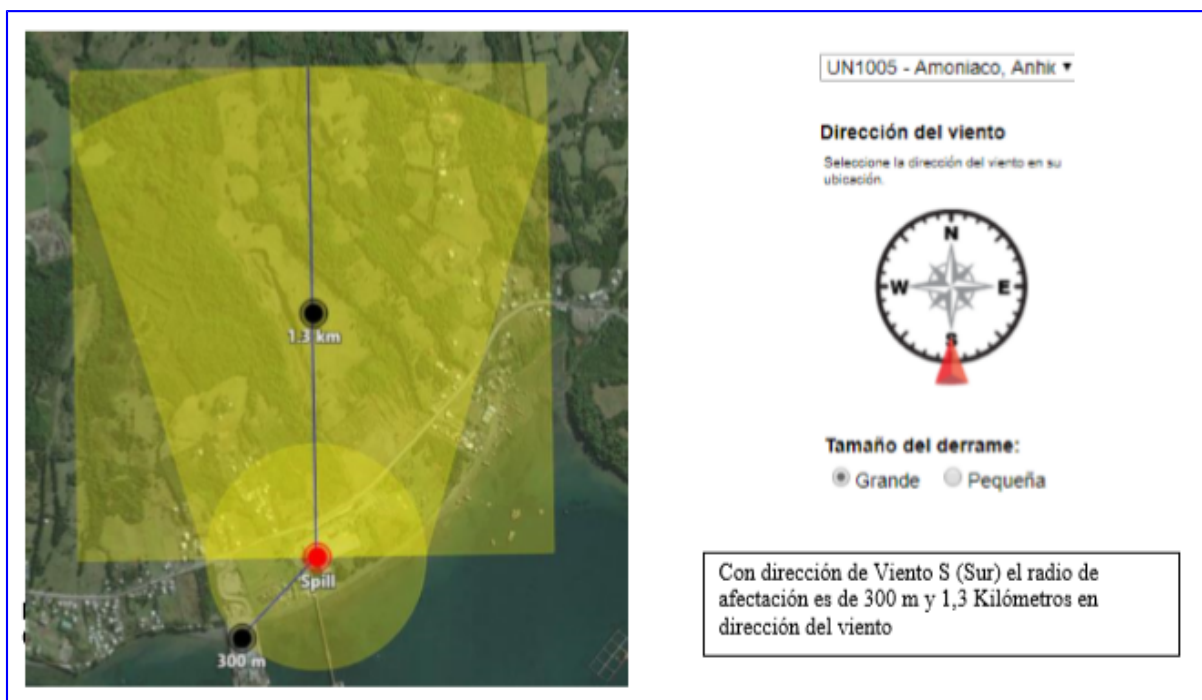 UN1005 - Amoniaco, Anhic
Dirección del viento
Seleccione la dirección del viento en su
ubicación.
N
W
E
S
1.3 km
Tamaño del derrame:
Grande
Pequeña
Spill
300 m
Con dirección de Viento S (Sur) el radio de
afectación es de 300 m y 1,3 Kilómetros en
dirección del viento